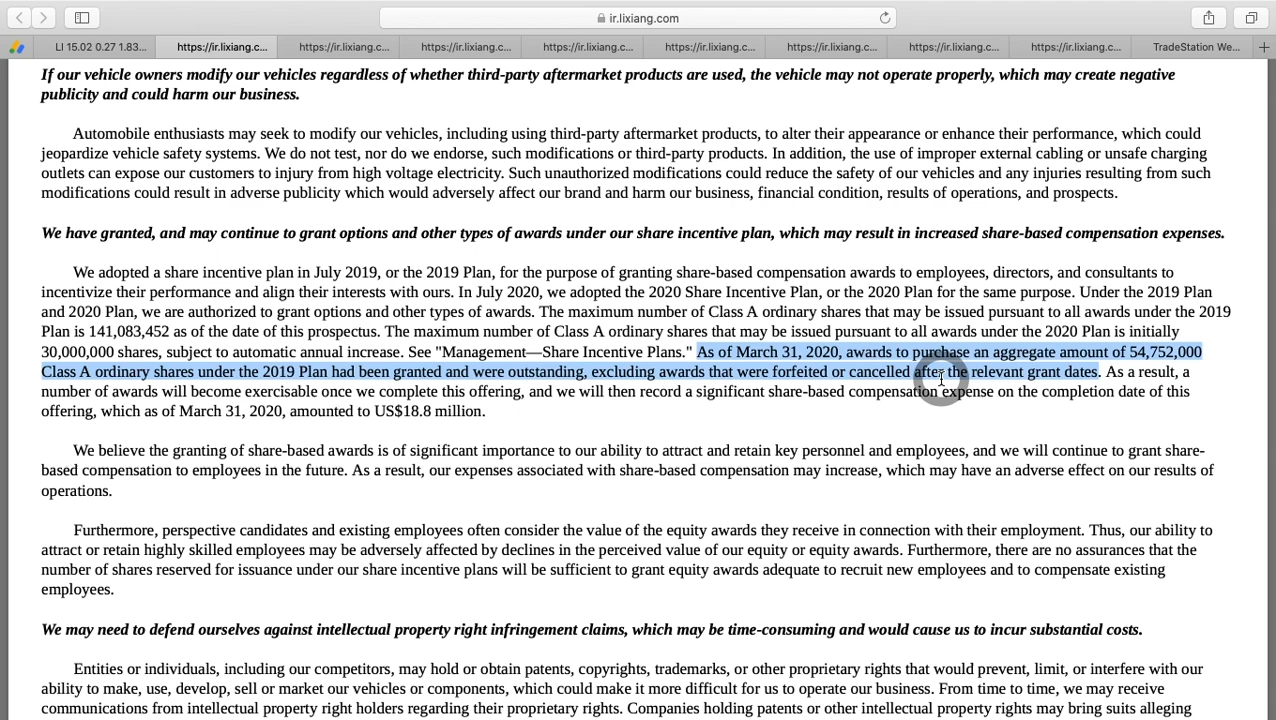 ir.lixiang.com
LI 15.02 0.27 1.83...
https://ir.lixiang.c...
https://ir.lixiang.c...
https://ir.lixiang.c...
https://ir.lixiang.c...
https://ir.lixiang.c...
https://ir.lixiang.c...
https://ir.lixiang.c...
https://ir.lixiang.c...
TradeStation We...
If our vehicle owners modify our vehicles regardless of whether third-party aftermarket products are used, the vehicle may not operate properly, which may create negative
publicity and could harm our business.
Automobile enthusiasts may seek to modify our vehicles, including using third-party aftermarket products, to alter their appearance or enhance their performance, which could
jeopardize vehicle safety systems. We do not test, nor do we endorse, such modifications or third-party products. In addition, the use of improper external cabling or unsafe charging
outlets can expose our customers to injury from high voltage electricity. Such unauthorized modifications could reduce the safety of our vehicles and any injuries resulting from such
modifications could result in adverse publicity which would adversely affect our brand and harm our business, financial condition, results of operations, and prospects.
We have granted, and may continue to grant options and other types of awards under our share incentive plan, which may result in increased share-based compensation expenses.
We adopted a share incentive plan in July 2019, or the 2019 Plan, for the purpose of granting share-based compensation awards to employees, directors, and consultants to
incentivize their performance and align their interests with ours. In July 2020, we adopted the 2020 Share Incentive Plan, or the 2020 Plan for the same purpose. Under the 2019 Plan
and 2020 Plan, we are authorized to grant options and other types of awards. The maximum number of Class A ordinary shares that may be issued pursuant to all awards under the 2019
Plan is 141,083,452 as of the date of this prospectus. The maximum number of Class A ordinary shares that may be issued pursuant to all awards under the 2020 Plan is initially
30,000,000 shares, subject to automatic annual increase. See "Management—Share Incentive Plans." As of March 31, 2020, awards to purchase an aggregate amount of 54,752,000
Class A ordinary shares under the 2019 Plan had been granted and were outstanding, excluding awards that were forfeited or cancelled after the relevant grant dates. As a result, a
number of awards will become exercisable once we complete this offering, and we will then record a significant share-based compensation expense on the completion date of this
offering, which as of March 31, 2020, amounted to US$18.8 million.
We believe the granting of share-based awards is of significant importance to our ability to attract and retain key personnel and employees, and we will continue to grant share-
based compensation to employees in the future. As a result, our expenses associated with share-based compensation may increase, which may have an adverse effect on our results of
operations.
Furthermore, perspective candidates and existing employees often consider the value of the equity awards they receive in connection with their employment. Thus, our ability to
attract or retain highly skilled employees may be adversely affected by declines in the perceived value of our equity or equity awards. Furthermore, there are no assurances that the
number of shares reserved for issuance under our share incentive plans will be sufficient to grant equity awards adequate to recruit new employees and to compensate existing
employees.
We may need to defend ourselves against intellectual property right infringement claims, which may be time-consuming and would cause us to incur substantial costs.
Entities or individuals, including our competitors, may hold or obtain patents, copyrights, trademarks, or other proprietary rights that would prevent, limit, or interfere with our
ability to make, use, develop, sell or market our vehicles or components, which could make it more difficult for us to operate our business. From time to time, we may receive
communications from intellectual property right holders regarding their proprietary rights. Companies holding patents or other intellectual property rights may bring suits alleging